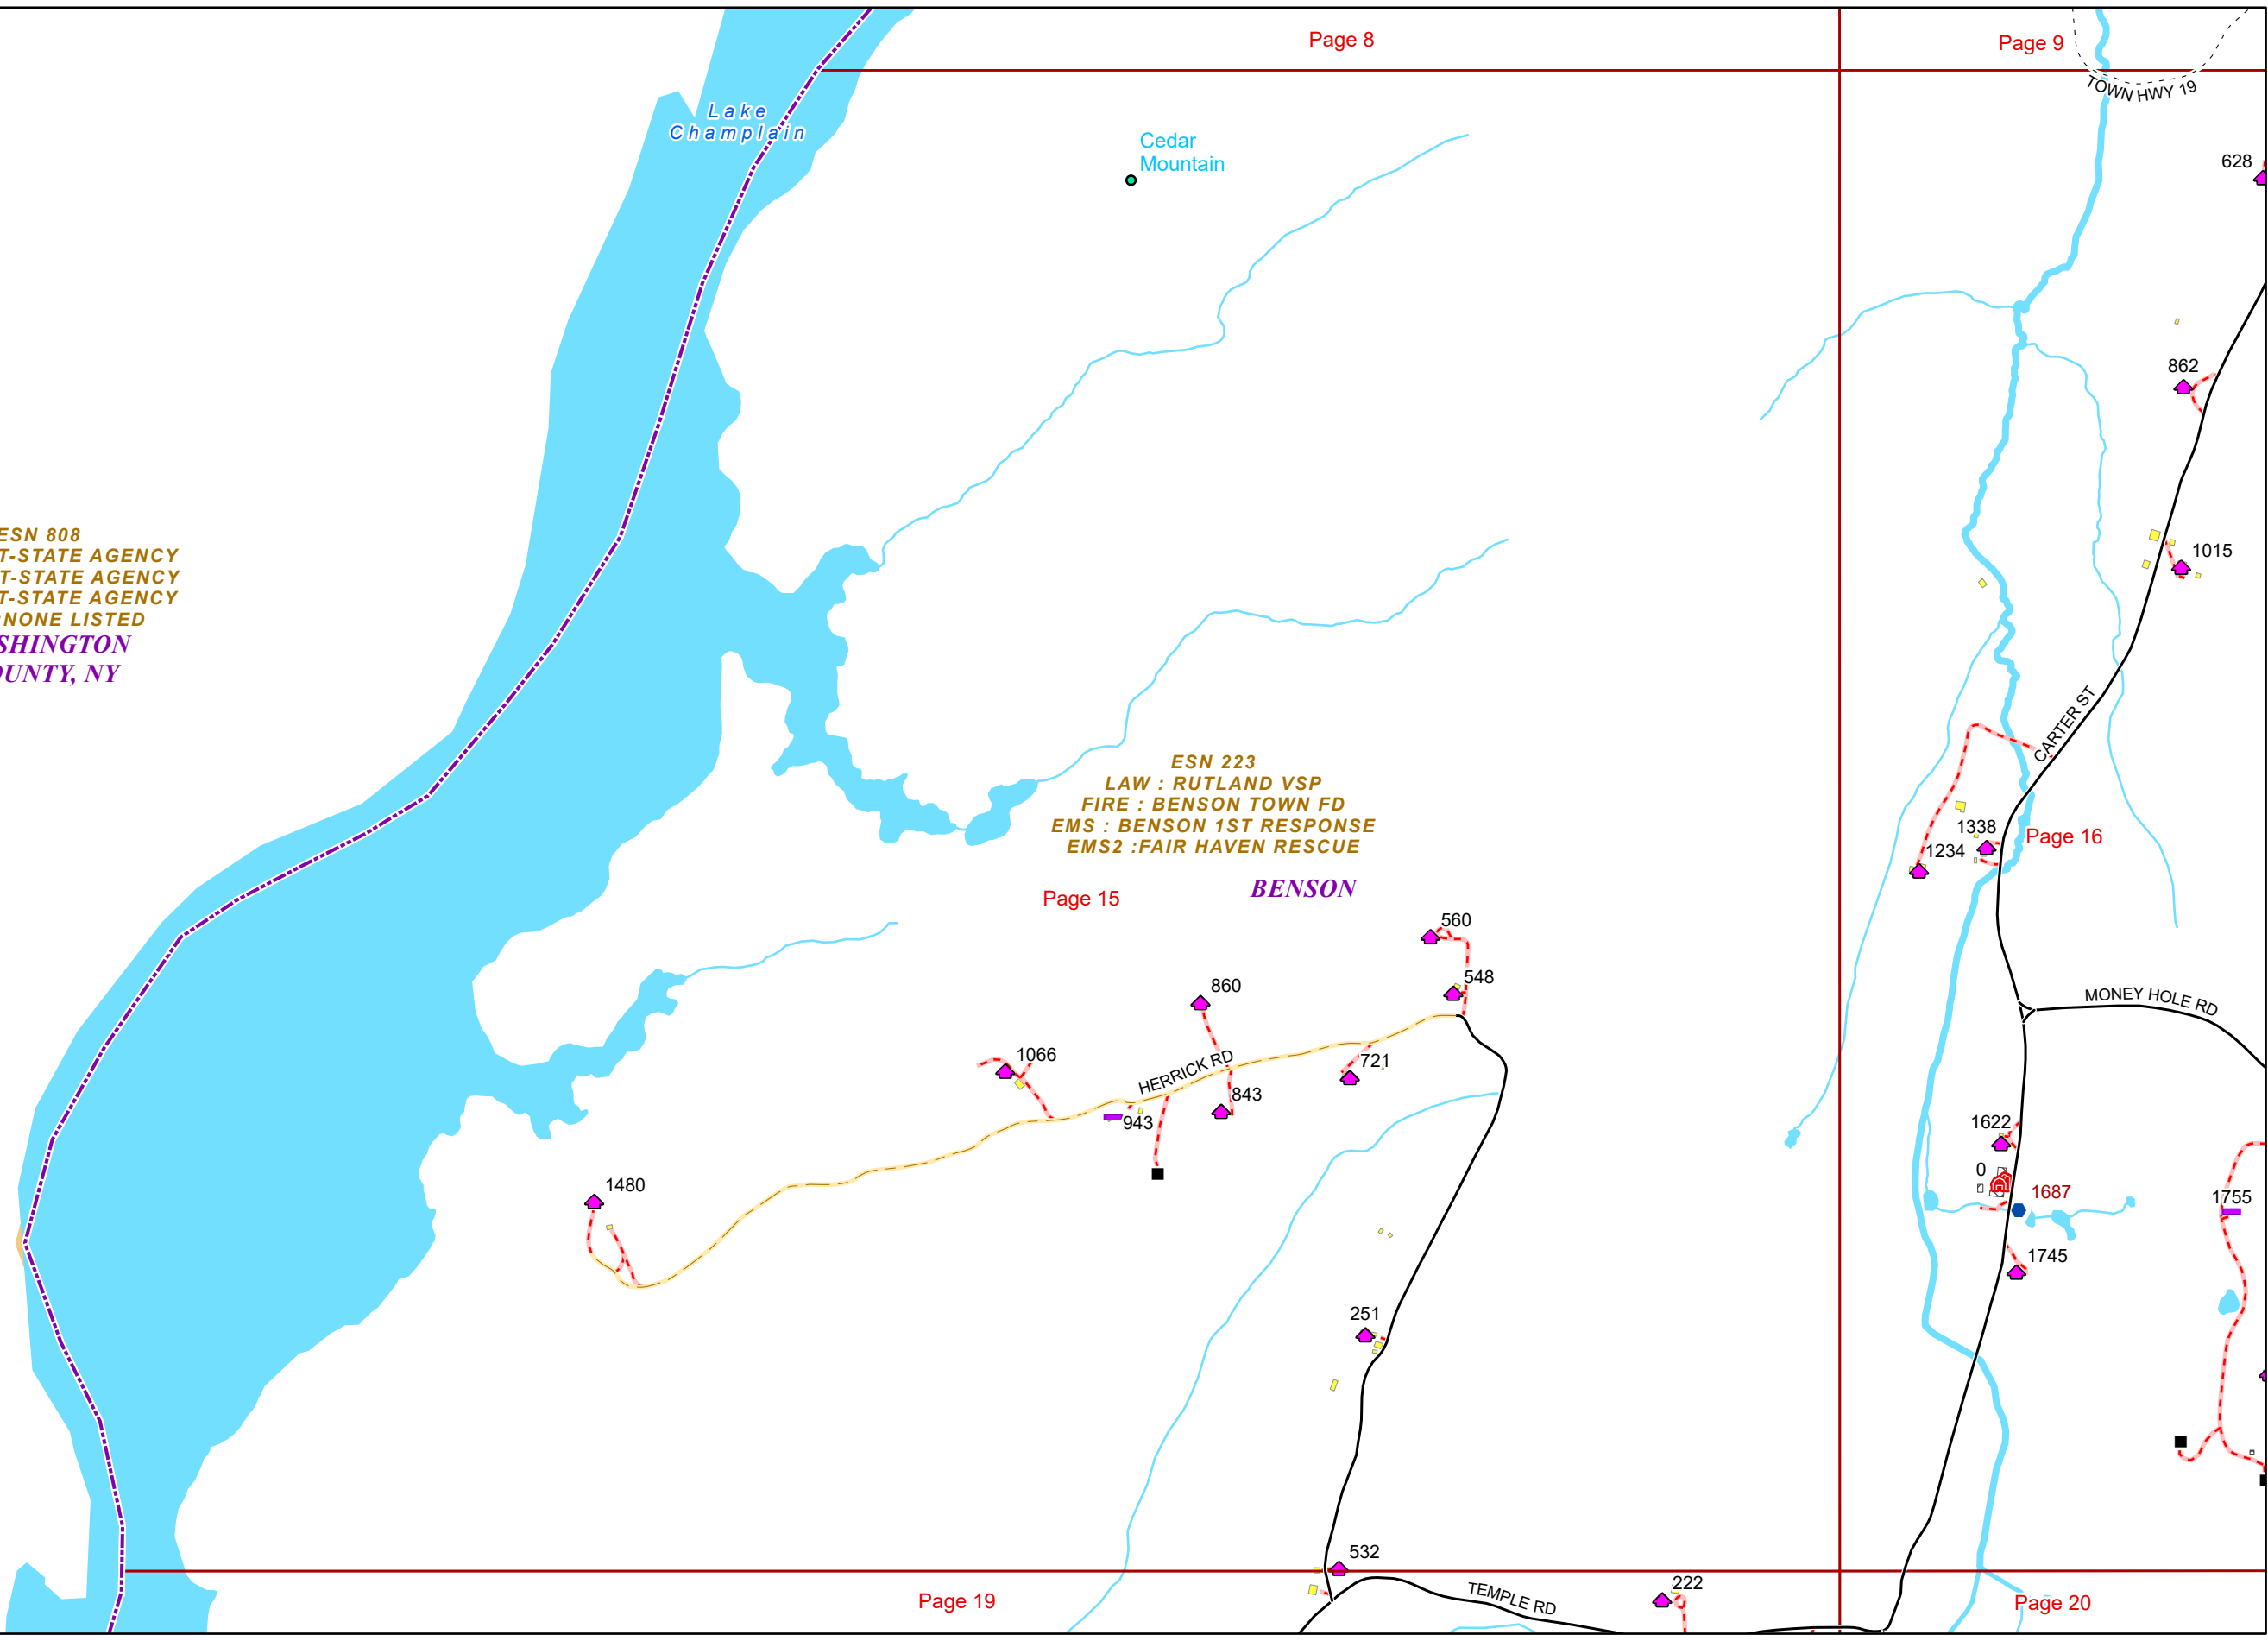 Page 8
Page 9
TOWN HWY 19
Lake
Champlain
Cedar
Mountain
628
862
ESN 808
T-STATE AGENCY
T-STATE AGENCY
T-STATE AGENCY
NONE LISTED
SHINGTON
OUNTY, NY
1015
CARTER ST
ESN 223
LAW : RUTLAND VSP
FIRE : BENSON TOWN FD
EMS : BENSON 1ST RESPONSE
EMS2 :FAIR HAVEN RESCUE
BENSON
Page 15
1338
Page 16
1234
560
548
860
MONEY HOLE RD
1066
HERRICK RD
721
843
943
1622
0
1687
1480
1755
1745
251
532
222
TEMPLE RD
Page 19
Page 20